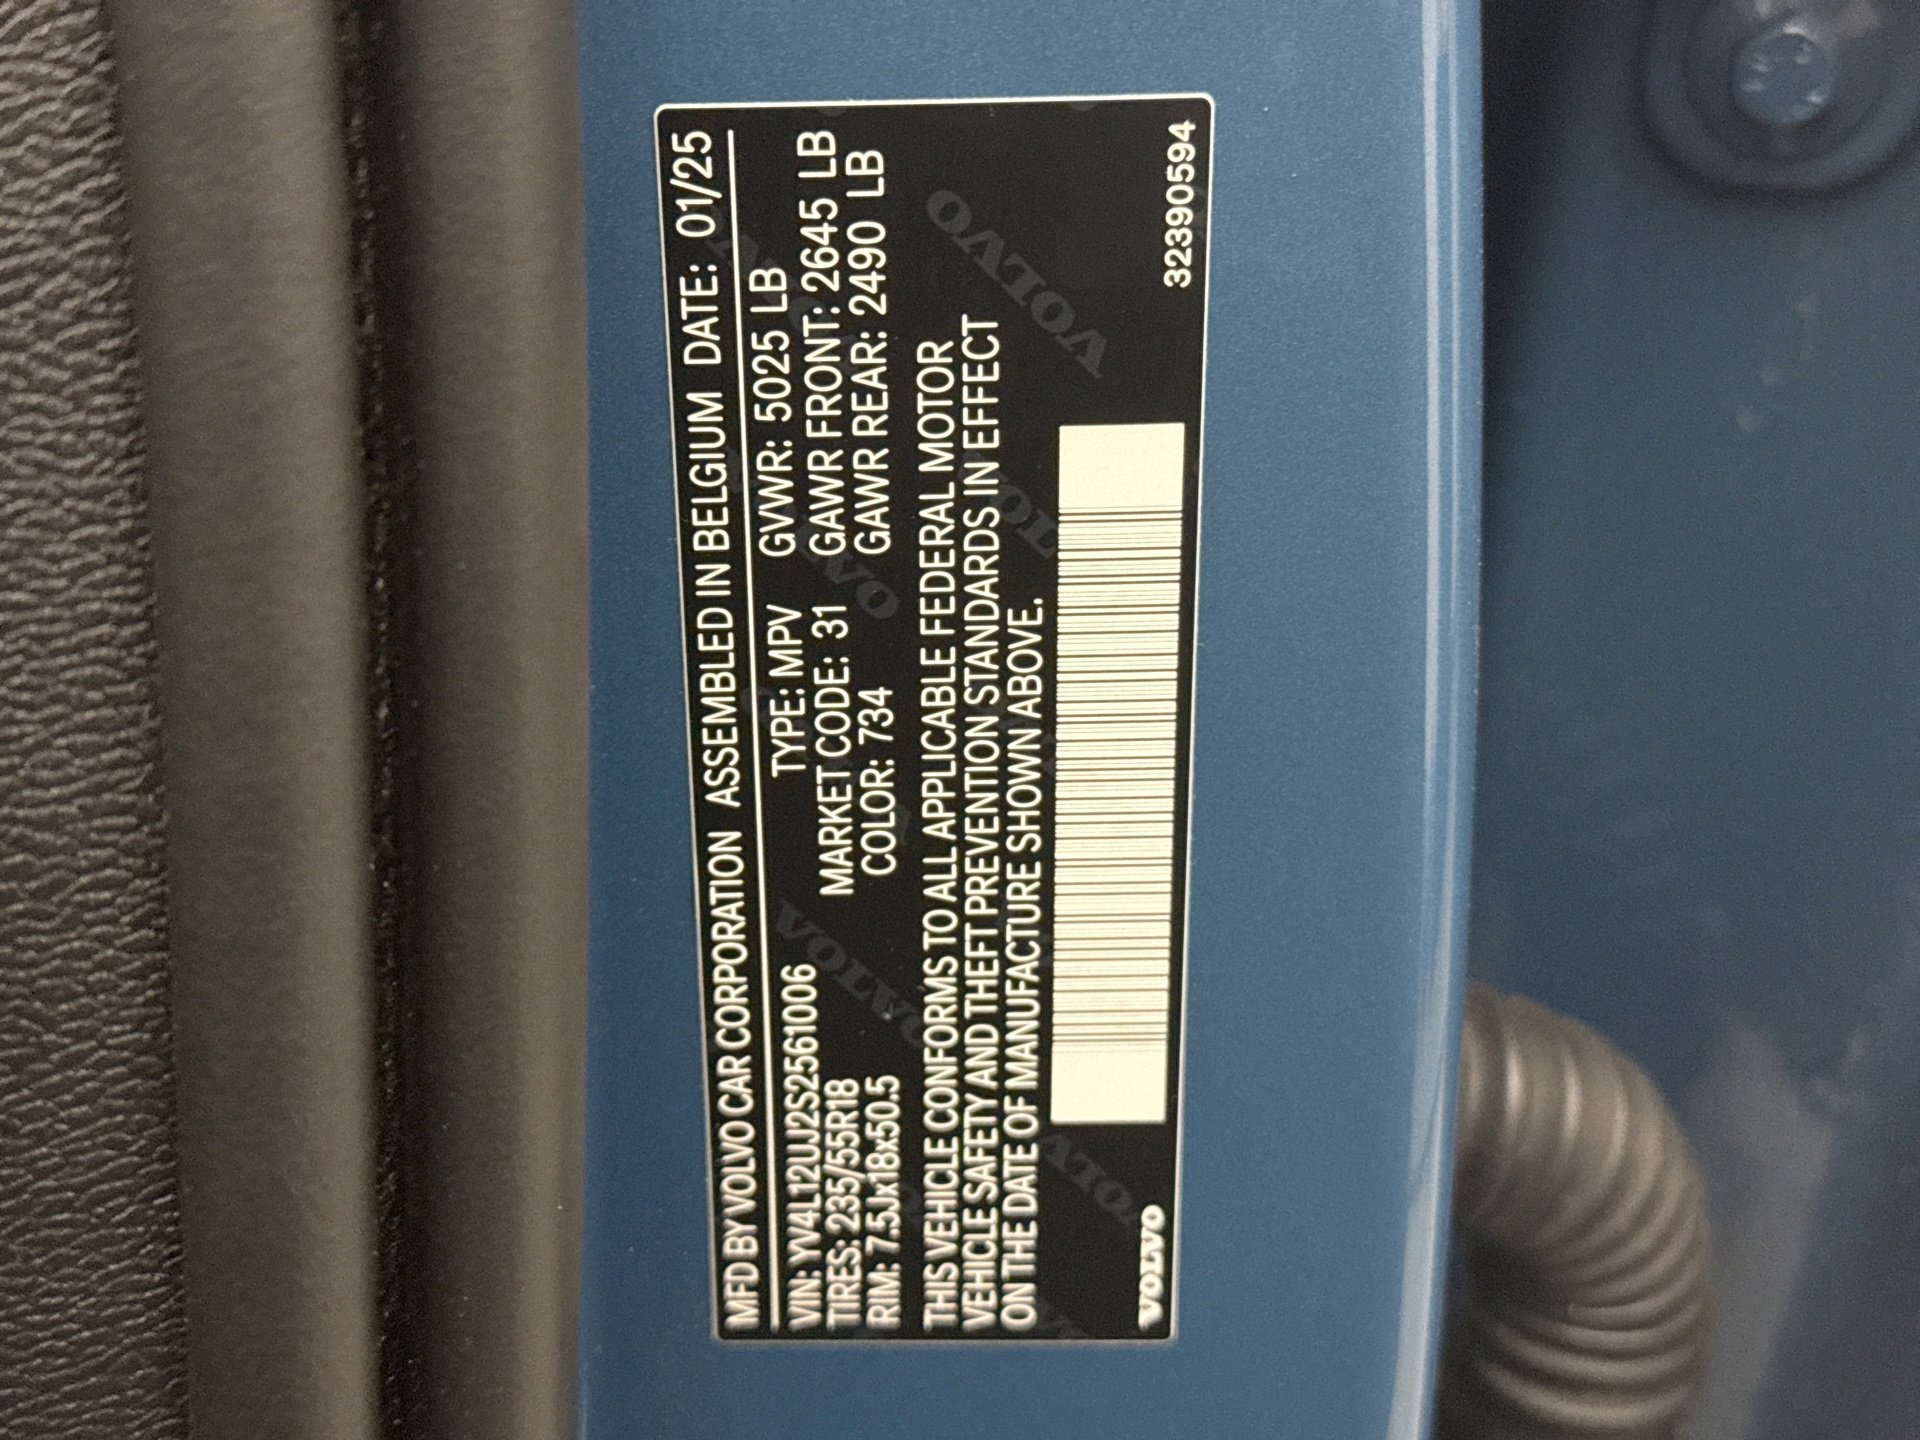 MFD BY VOLVO CAR CORPORATION ASSEMBLED IN BELGIUM DATE: 01/25
VIN: YV4L12UJ2S2561006 TYPE: MPV GVWR: 5025 LB
TIRES: 235/55R18 MARKET CODE: 31 GAWR FRONT: 2645 LB
RIM: 7.5Jx18x50.5 COLOR: 734 GAWR REAR: 2490 LB
THIS VEHICLE CONFORMS TO ALL APPLICABLE FEDERAL MOTOR
VEHICLE SAFETY AND THEFT PREVENTION STANDARDS IN EFFECT
ON THE DATE OF MANUFACTURE SHOWN ABOVE.
VOLVO 32390594